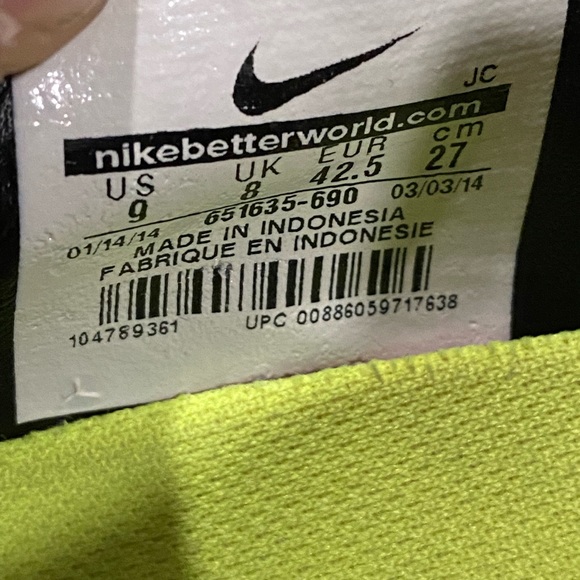 JC
nikebetterworld.com
US UK EUR cm
9 8 42.5 27
01/14/14 651635-690 03/03/14
MADE IN INDONESIA
FABRIQUE EN INDONESIE
104789361 UPC 00886059717638